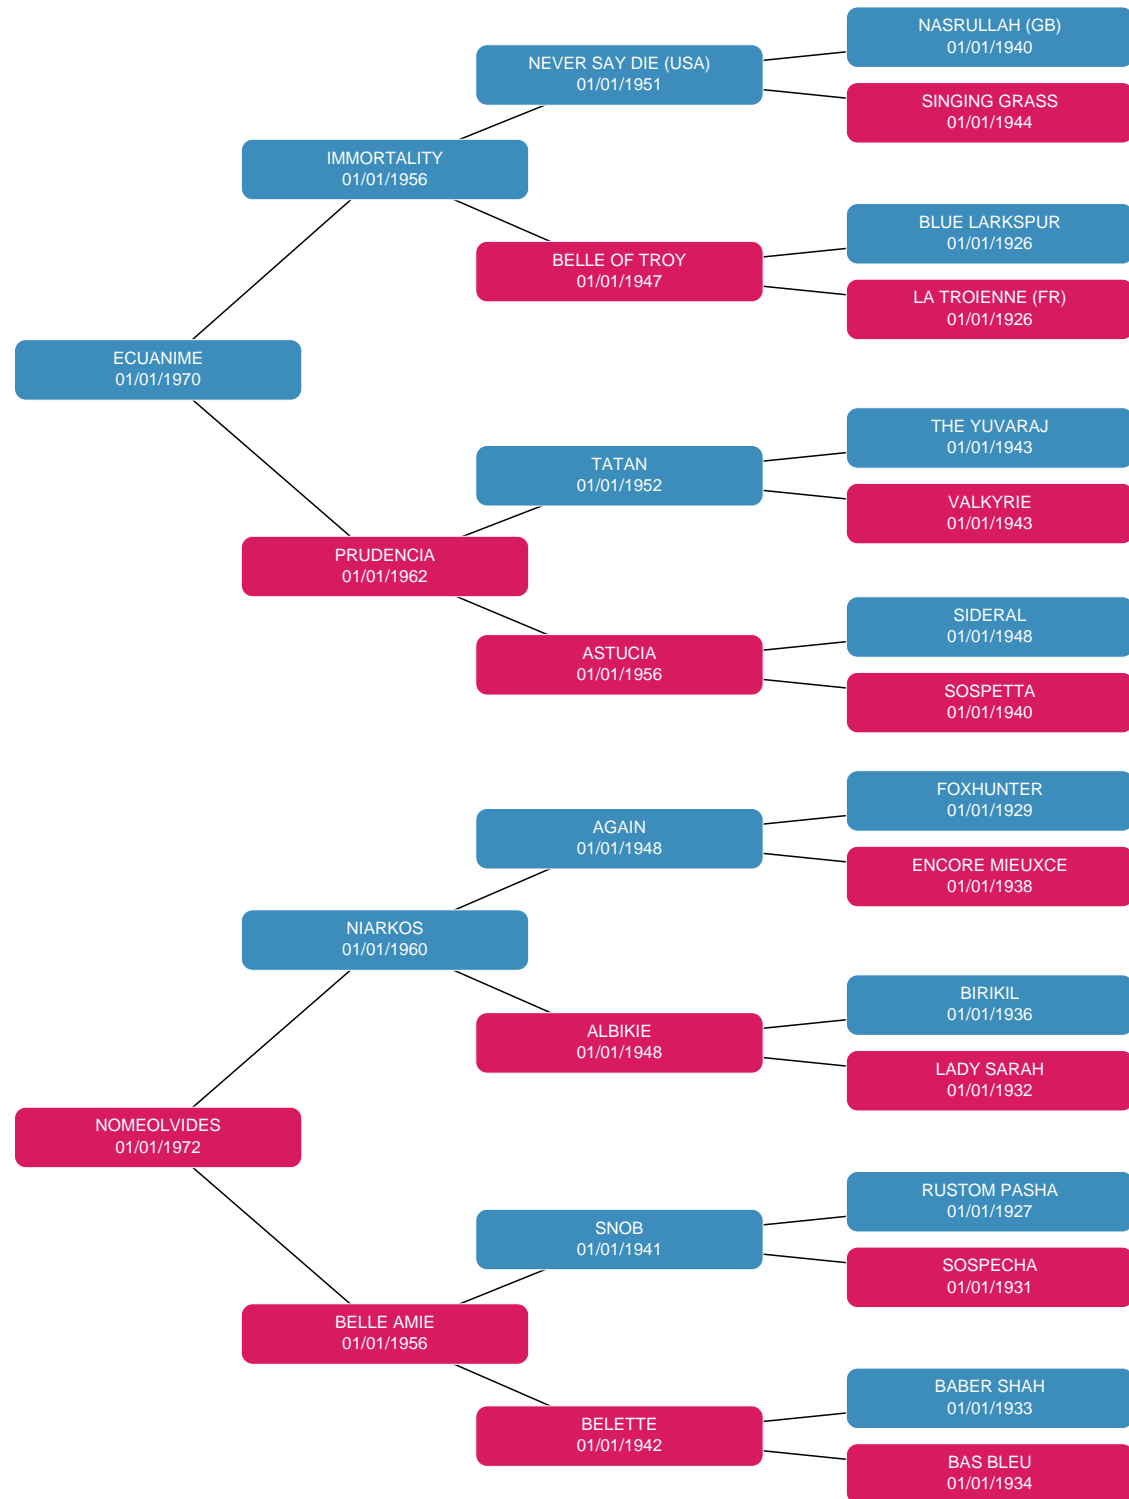 NASRULLAH (GB)
01/01/1940
NEVER SAY DIE (USA)
01/01/1951
SINGING GRASS
01/01/1944
IMMORTALITY
01/01/1956
BLUE LARKSPUR
01/01/1926
BELLE OF TROY
01/01/1947
LA TROIENNE (FR)
01/01/1926
ECUANIME
01/01/1970
THE YUVARAJ
01/01/1943
TATAN
01/01/1952
VALKYRIE
01/01/1943
PRUDENCIA
01/01/1962
SIDERAL
01/01/1948
ASTUCIA
01/01/1956
SOSPETTA
01/01/1940
FOXHUNTER
01/01/1929
AGAIN
01/01/1948
ENCORE MIEUXCE
01/01/1938
NIARKOS
01/01/1960
BIRIKIL
01/01/1936
ALBIKIE
01/01/1948
LADY SARAH
01/01/1932
NOMEOLVIDES
01/01/1972
RUSTOM PASHA
01/01/1927
SNOB
01/01/1941
SOSPECHA
01/01/1931
BELLE AMIE
01/01/1956
BABER SHAH
01/01/1933
BELETTE
01/01/1942
BAS BLEU
01/01/1934